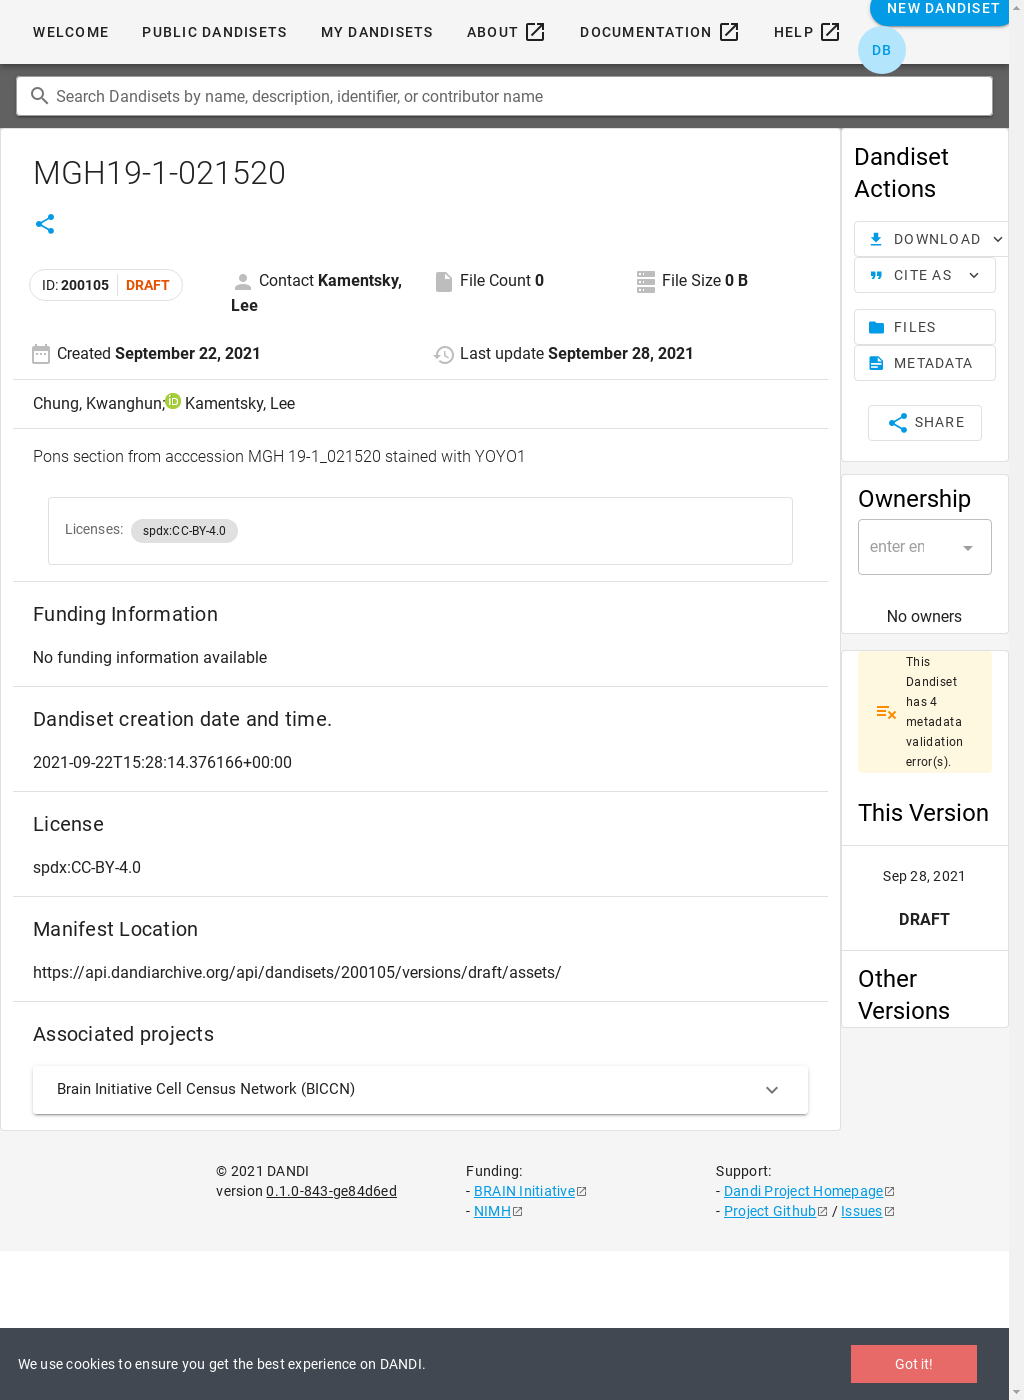 WELCOME PUBLIC DANDISETS MY DANDISETS ABOUT DOCUMENTATION HELP NEW DANDISET
DB
Search Dandisets by name, description, identifier, or contributor name
MGH19-1-021520
ID: 200105 DRAFT
Contact Kamentsky, Lee
File Count 0
File Size 0 B
Created September 22, 2021
Last update September 28, 2021
Chung, Kwanghun; Kamentsky, Lee
Pons section from acccession MGH 19-1_021520 stained with YOYO1
Licenses: spdx:CC-BY-4.0
Funding Information
No funding information available
Dandiset creation date and time.
2021-09-22T15:28:14.376166+00:00
License
spdx:CC-BY-4.0
Manifest Location
https://api.dandiarchive.org/api/dandisets/200105/versions/draft/assets/
Associated projects
Brain Initiative Cell Census Network (BICCN)
Dandiset
Actions
DOWNLOAD
CITE AS
FILES
METADATA
SHARE
Ownership
enter en
No owners
This
Dandiset
has 4
metadata
validation
error(s).
This Version
Sep 28, 2021
DRAFT
Other
Versions
© 2021 DANDI
version 0.1.0-843-ge84d6ed
Funding:
- BRAIN Initiative
- NIMH
Support:
- Dandi Project Homepage
- Project Github / Issues
We use cookies to ensure you get the best experience on DANDI.
Got it!